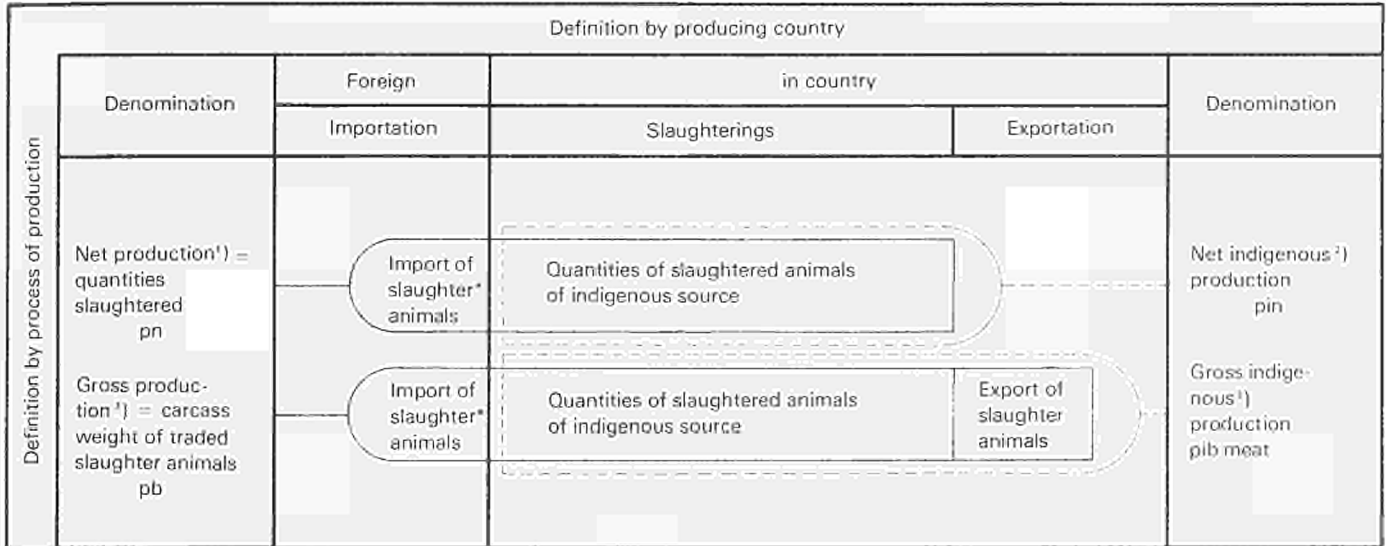 Definition by producing country
Definition by process of production
Denomination
Foreign
in country
Denomination
Importation
Slaughterings
Exportation
Net production¹) =
quantities
slaughtered
pn
Import of
slaughter*
animals
Quantities of slaughtered animals
of indigenous source
Net indigenous²)
production
pin
Gross produc-
tion³) = carcass
weight of traded
slaughter animals
pb
Import of
slaughter*
animals
Quantities of slaughtered animals
of indigenous source
Export of
slaughter
animals
Gross indige-
nous³)
production
pib meat